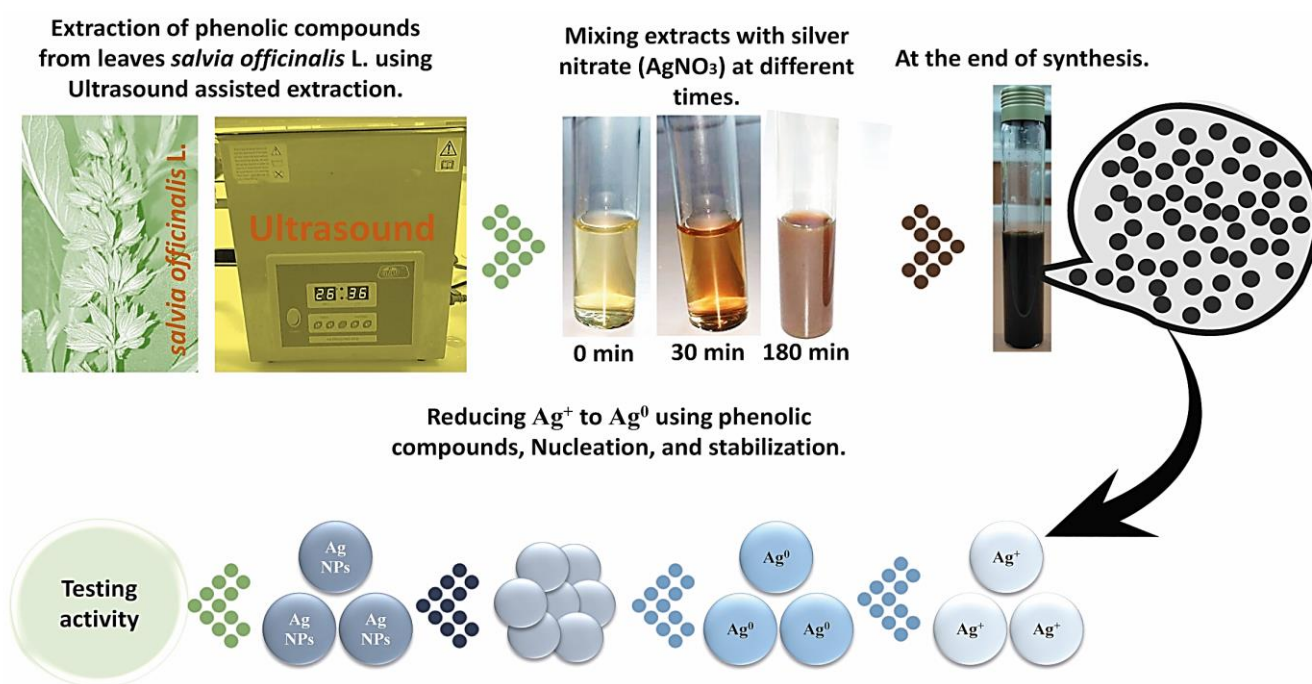 Extraction of phenolic compounds
from leaves salvia officinalis L. using
Ultrasound assisted extraction.
Mixing extracts with silver
nitrate (AgNO₃) at different
times.
At the end of synthesis.
salvia officinalis L.
Ultrasound
26:36
0 min
30 min
180 min
Reducing Ag⁺ to Ag⁰ using phenolic
compounds, Nucleation, and stabilization.
Testing
activity
Ag
NPs
Ag
NPs
Ag
NPs
Ag⁰
Ag⁰
Ag⁰
Ag⁺
Ag⁺
Ag⁺